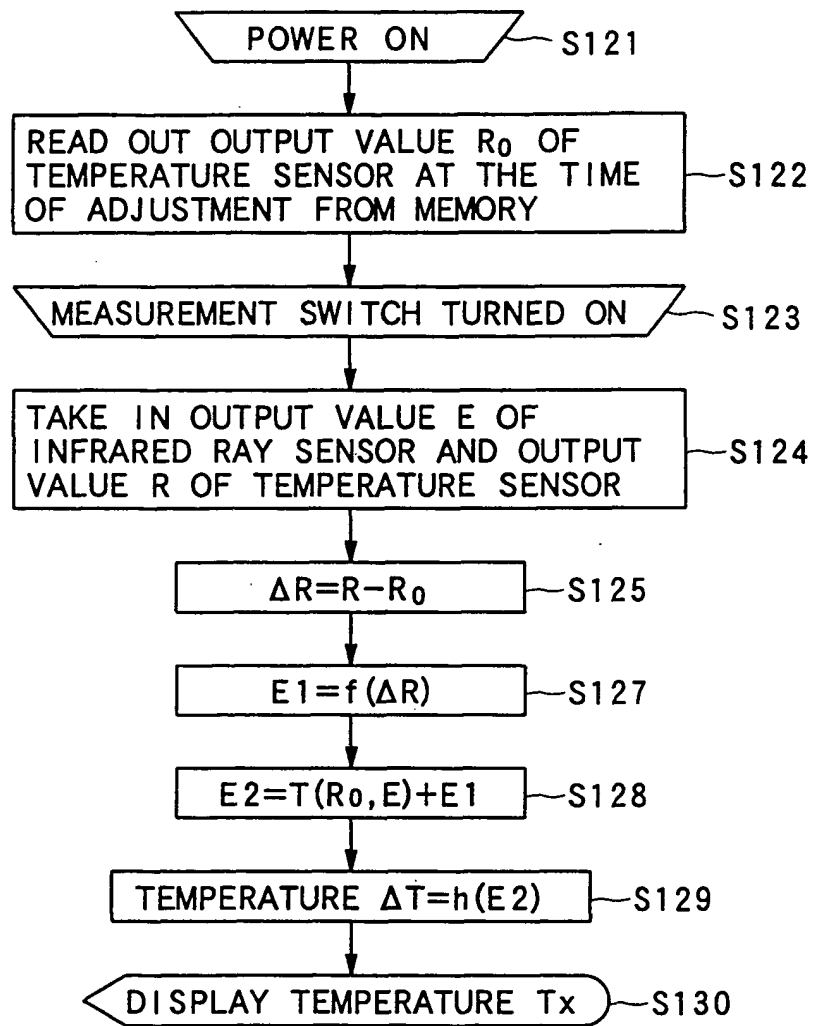 POWER ON S121
READ OUT OUTPUT VALUE R0 OF
TEMPERATURE SENSOR AT THE TIME S122
OF ADJUSTMENT FROM MEMORY
MEASUREMENT SWITCH TURNED ON S123
TAKE IN OUTPUT VALUE E OF
INFRARED RAY SENSOR AND OUTPUT S124
VALUE R OF TEMPERATURE SENSOR
ΔR=R-R0 S125
E1=f(ΔR) S127
E2=T(R0,E)+E1 S128
TEMPERATURE ΔT=h(E2) S129
DISPLAY TEMPERATURE Tx S130